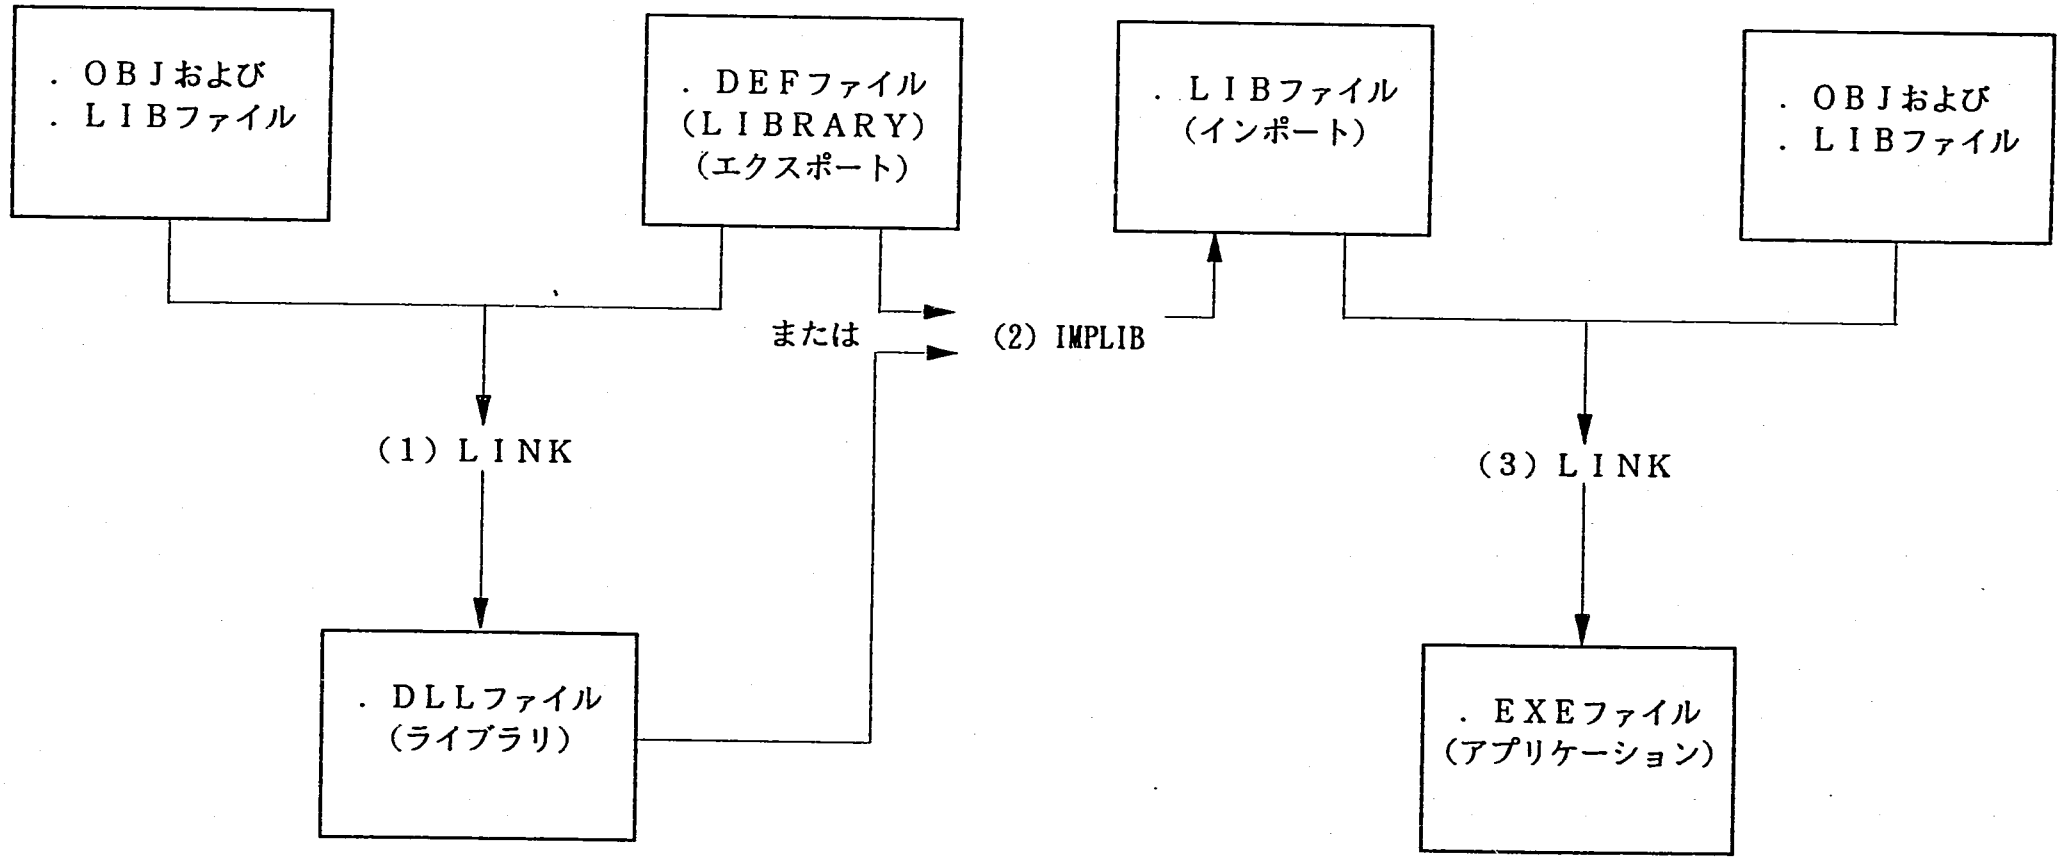 ．ＯＢＪおよび
．ＬＩＢファイル
．ＤＥＦファイル
（ＬＩＢＲＡＲＹ）
（エクスポート）
．ＬＩＢファイル
（インポート）
．ＯＢＪおよび
．ＬＩＢファイル
または
(2) IMPLIB
（１）ＬＩＮＫ
（３）ＬＩＮＫ
．ＤＬＬファイル
（ライブラリ）
．ＥＸＥファイル
（アプリケーション）